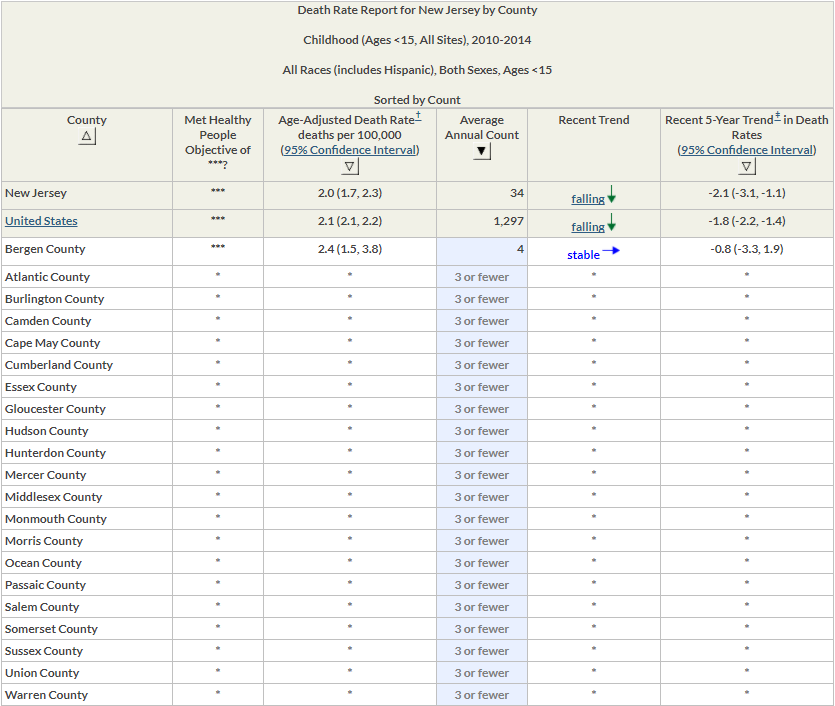 Death Rate Report for New Jersey by County
Childhood (Ages <15, All Sites), 2010-2014
All Races (includes Hispanic), Both Sexes, Ages <15
Sorted by Count
County
△
Met Healthy
People
Objective of
***?
Age-Adjusted Death Rate†
deaths per 100,000
(95% Confidence Interval)
▽
Average
Annual Count
▼
Recent Trend
Recent 5-Year Trend‡ in Death
Rates
(95% Confidence Interval)
▽
New Jersey *** 2.0 (1.7, 2.3) 34 falling ↓ -2.1 (-3.1, -1.1)
United States *** 2.1 (2.1, 2.2) 1,297 falling ↓ -1.8 (-2.2, -1.4)
Bergen County *** 2.4 (1.5, 3.8) 4 stable → -0.8 (-3.3, 1.9)
Atlantic County * * 3 or fewer * *
Burlington County * * 3 or fewer * *
Camden County * * 3 or fewer * *
Cape May County * * 3 or fewer * *
Cumberland County * * 3 or fewer * *
Essex County * * 3 or fewer * *
Gloucester County * * 3 or fewer * *
Hudson County * * 3 or fewer * *
Hunterdon County * * 3 or fewer * *
Mercer County * * 3 or fewer * *
Middlesex County * * 3 or fewer * *
Monmouth County * * 3 or fewer * *
Morris County * * 3 or fewer * *
Ocean County * * 3 or fewer * *
Passaic County * * 3 or fewer * *
Salem County * * 3 or fewer * *
Somerset County * * 3 or fewer * *
Sussex County * * 3 or fewer * *
Union County * * 3 or fewer * *
Warren County * * 3 or fewer * *